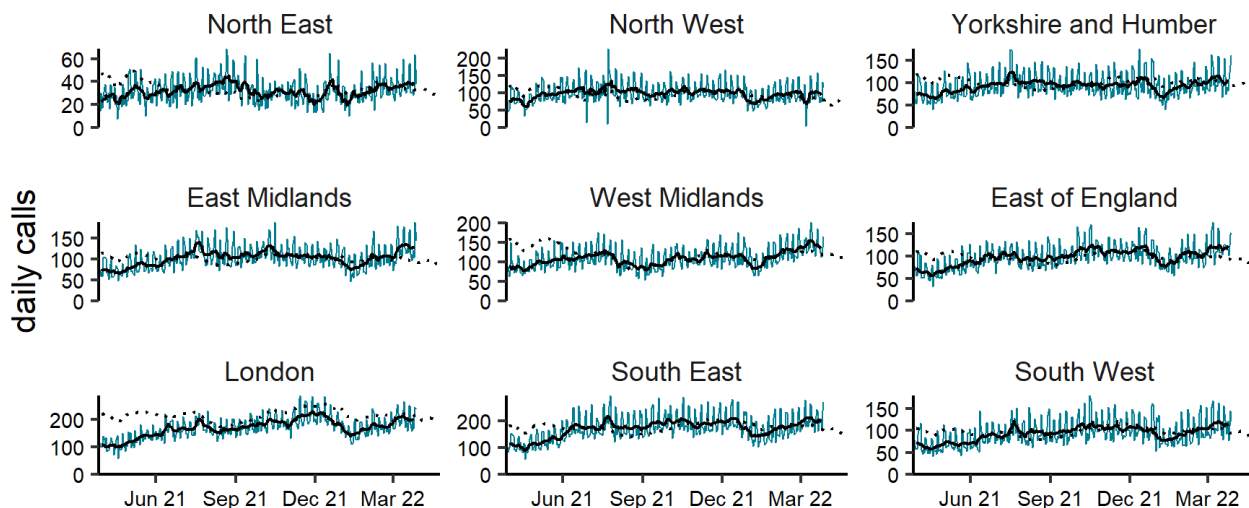 North East
North West
Yorkshire and Humber
60
40
20
0
200
150
100
50
0
150
100
50
0
daily calls
East Midlands
West Midlands
East of England
150
100
50
0
200
150
100
50
0
150
100
50
0
London
South East
South West
200
100
0
200
100
0
150
100
50
0
Jun 21 Sep 21 Dec 21 Mar 22
Jun 21 Sep 21 Dec 21 Mar 22
Jun 21 Sep 21 Dec 21 Mar 22